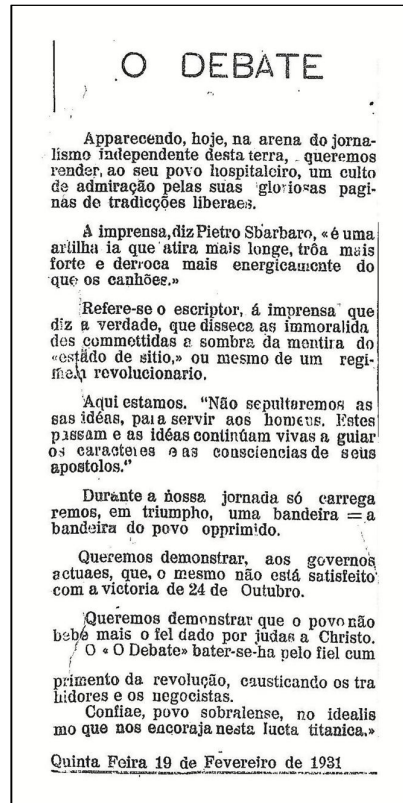 O DEBATE
Apparecendo, hoje, na arena do jorna-
lismo independente desta terra, queremos
render, ao seu povo hospitaleiro, um culto
de admiração pelas suas gloriosas pagi-
nas de tradicções liberaes.
A imprensa, diz Pietro Sbarbaro, «é uma
artilha ia que atira mais longe, trôa mais
forte e derroca mais energicamente do
que os canhões.»
Refere-se o escriptor, á imprensa que
diz a verdade, que disseca as immoralida
des commettidas a sombra da mentira do
«estado de sitio,» ou mesmo de um regi-
men revolucionario.
Aqui estamos. “Não sepultaremos as
sas idéas, para servir aos homens. Estes
passam e as idéas continúam vivas a guiar
os caracteres e as consciencias de seus
apostolos.“
Durante a nossa jornada só carrega
remos, em triumpho, uma bandeira = a
bandeira do povo opprimido.
Queremos demonstrar, aos governos
actuaes, que, o mesmo não está satisfeito
com a victoria de 24 de Outubro.
Queremos demonstrar que o povo não
bebe mais o fel dado por judas a Christo.
O « O Debate» bater-se-ha pelo fiel cum
primento da revolução, causticando os tra
hidores e os negocistas.
Confiae, povo sobralense, no idealis
mo que nos encoraja nesta lucta titanica.»
Quinta Feira 19 de Fevereiro de 1931